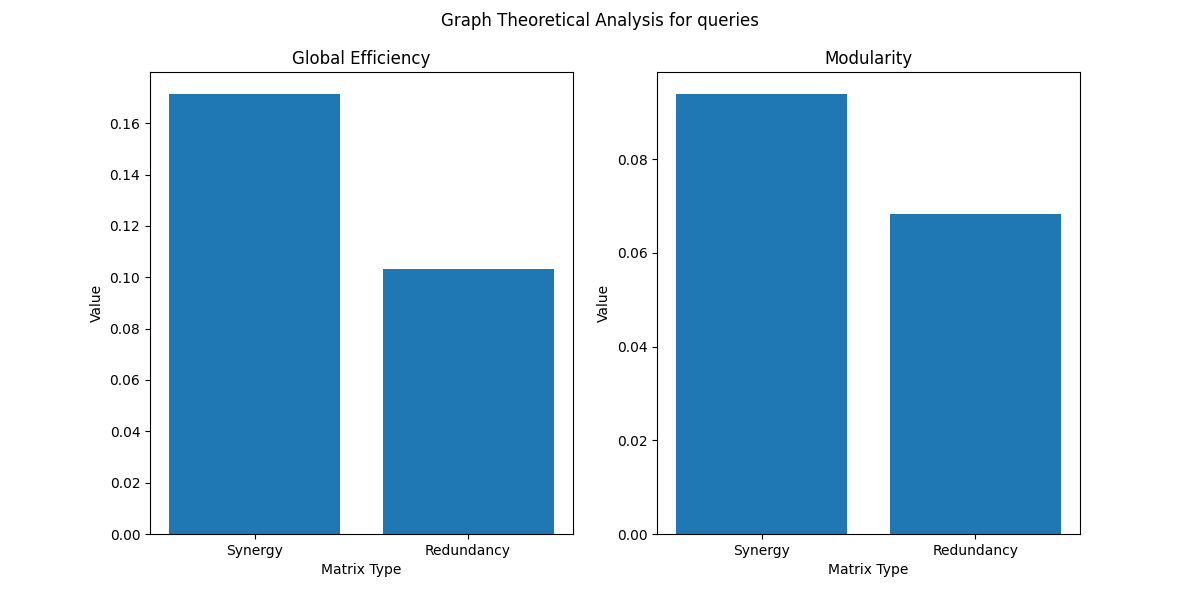 Graph Theoretical Analysis for queries
Global Efficiency
Value
0.16
0.14
0.12
0.10
0.08
0.06
0.04
0.02
0.00
Synergy Redundancy
Matrix Type
Modularity
Value
0.08
0.06
0.04
0.02
0.00
Synergy Redundancy
Matrix Type